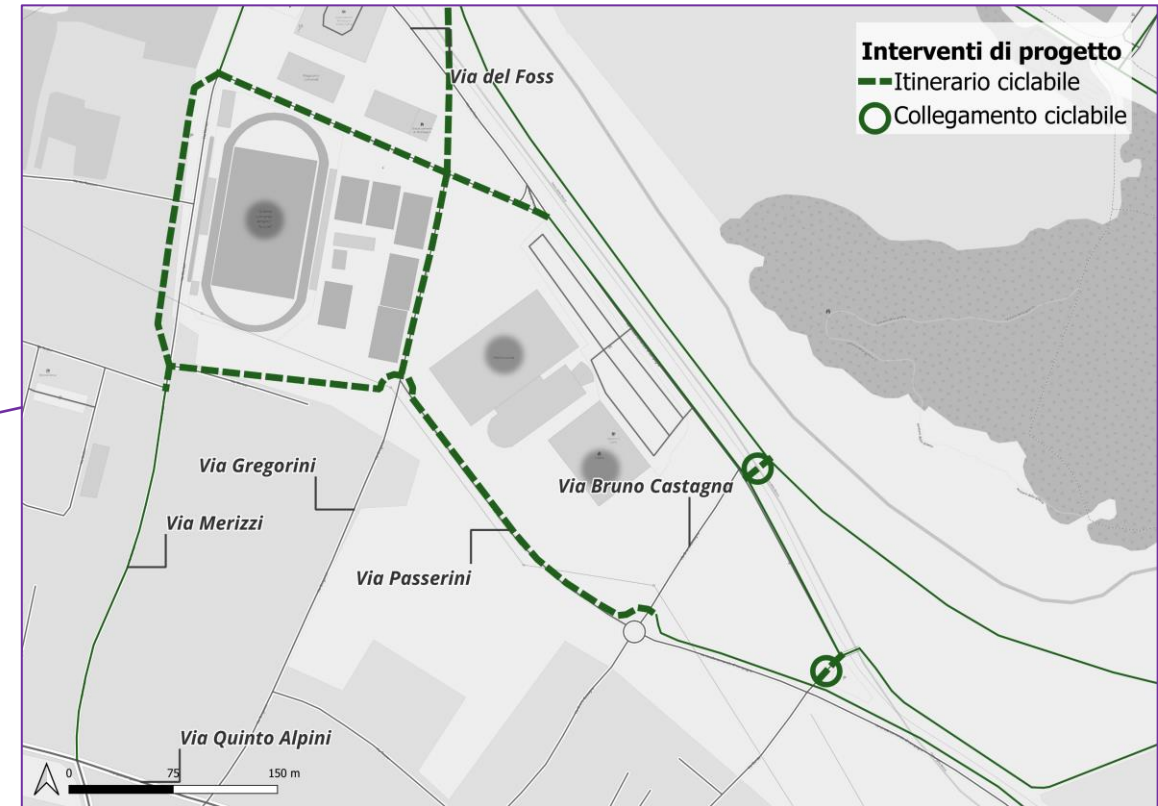 Interventi di progetto
Itinerario ciclabile
Collegamento ciclabile
Via del Foss
Via Gregorini
Via Bruno Castagna
Via Merizzi
Via Passerini
Via Quinto Alpini
0 75 150 m